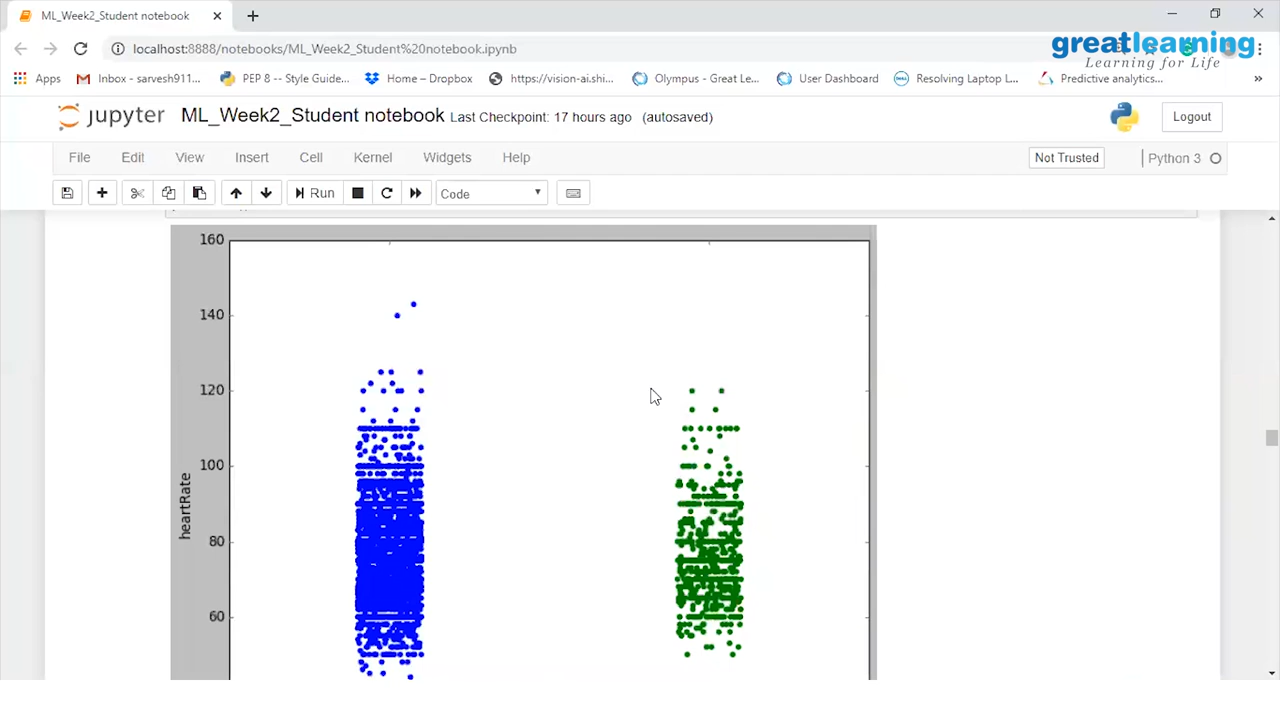 ML_Week2_Student notebook
localhost:8888/notebooks/ML_Week2_Student%20notebook.ipynb
greatlearning
Learning for Life
Apps Inbox - sarvesh911... PEP 8 -- Style Guide... Home – Dropbox https://vision-ai.shi... Olympus - Great Le... User Dashboard Resolving Laptop L... Predictive analytics... »
jupyter ML_Week2_Student notebook Last Checkpoint: 17 hours ago (autosaved) Logout
File Edit View Insert Cell Kernel Widgets Help Not Trusted Python 3
Run Code
160
140
120
100
80
60
heartRate